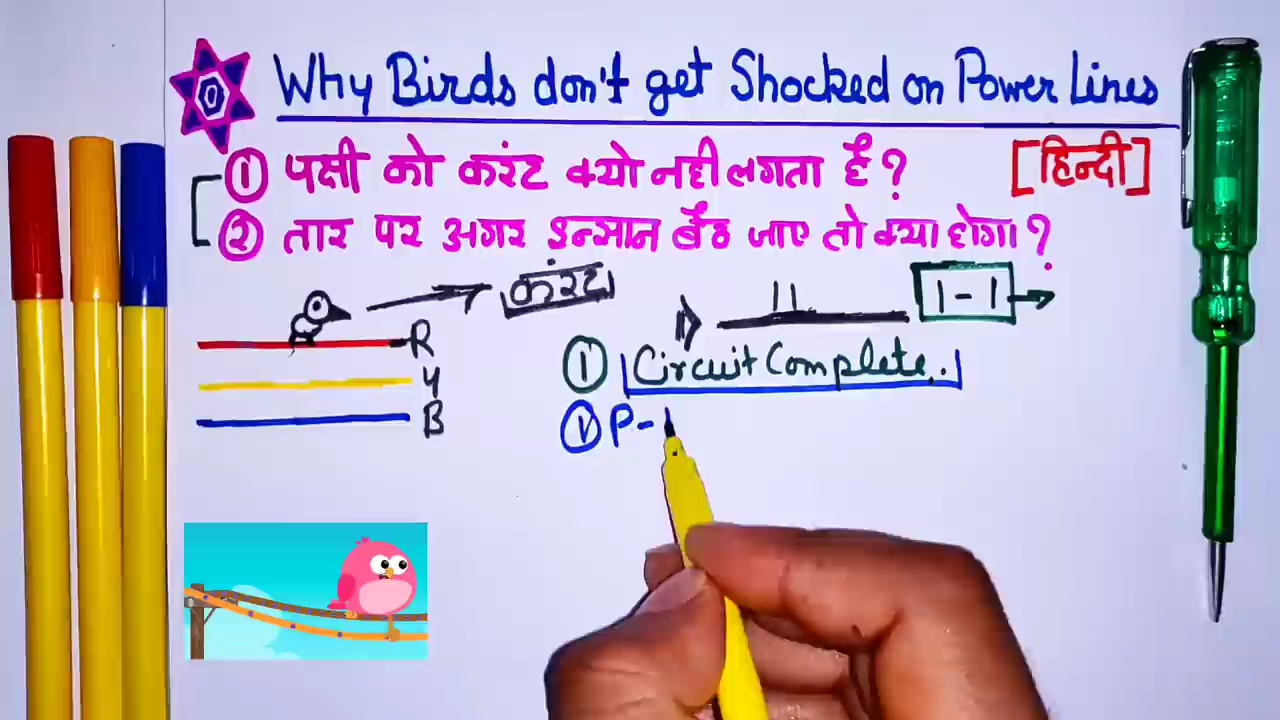 Why Birds don't get Shocked on Power Lines
① पक्षी को करंट क्यो नही लगता है? [हिन्दी]
② तार पर अगर इन्सान बैठ जाए तो क्या होगा?
करंट
1-1
R
Y
B
① Circuit Complete.
① P-